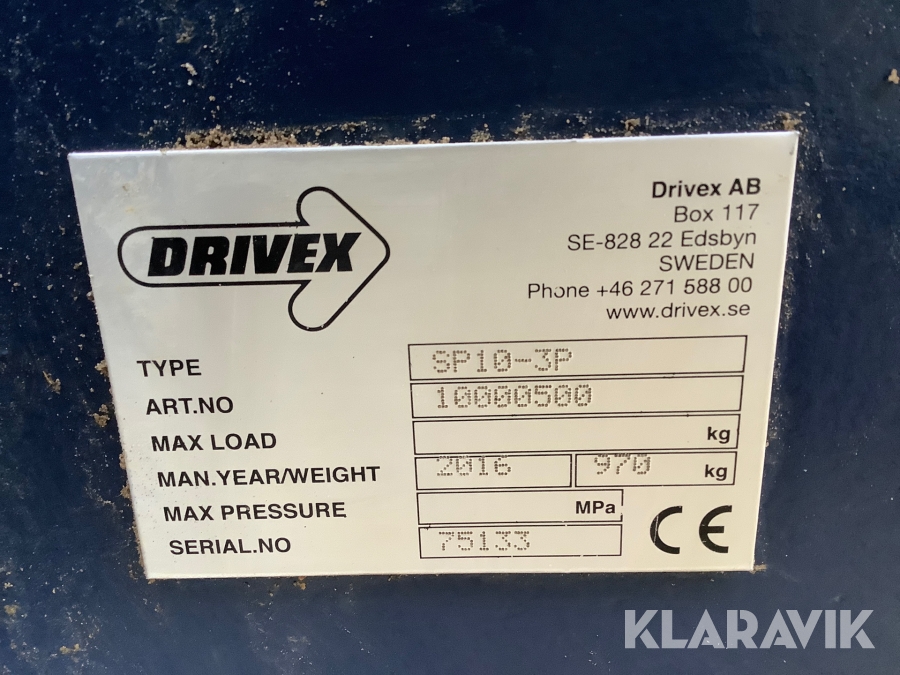 DRIVEX
Drivex AB
Box 117
SE-828 22 Edsbyn
SWEDEN
Phone +46 271 588 00
www.drivex.se
TYPE SP10-3P
ART.NO 10000500
MAX LOAD kg
MAN.YEAR/WEIGHT 2016 970 kg
MAX PRESSURE MPa
SERIAL.NO 75133
CE
KLARAVIK